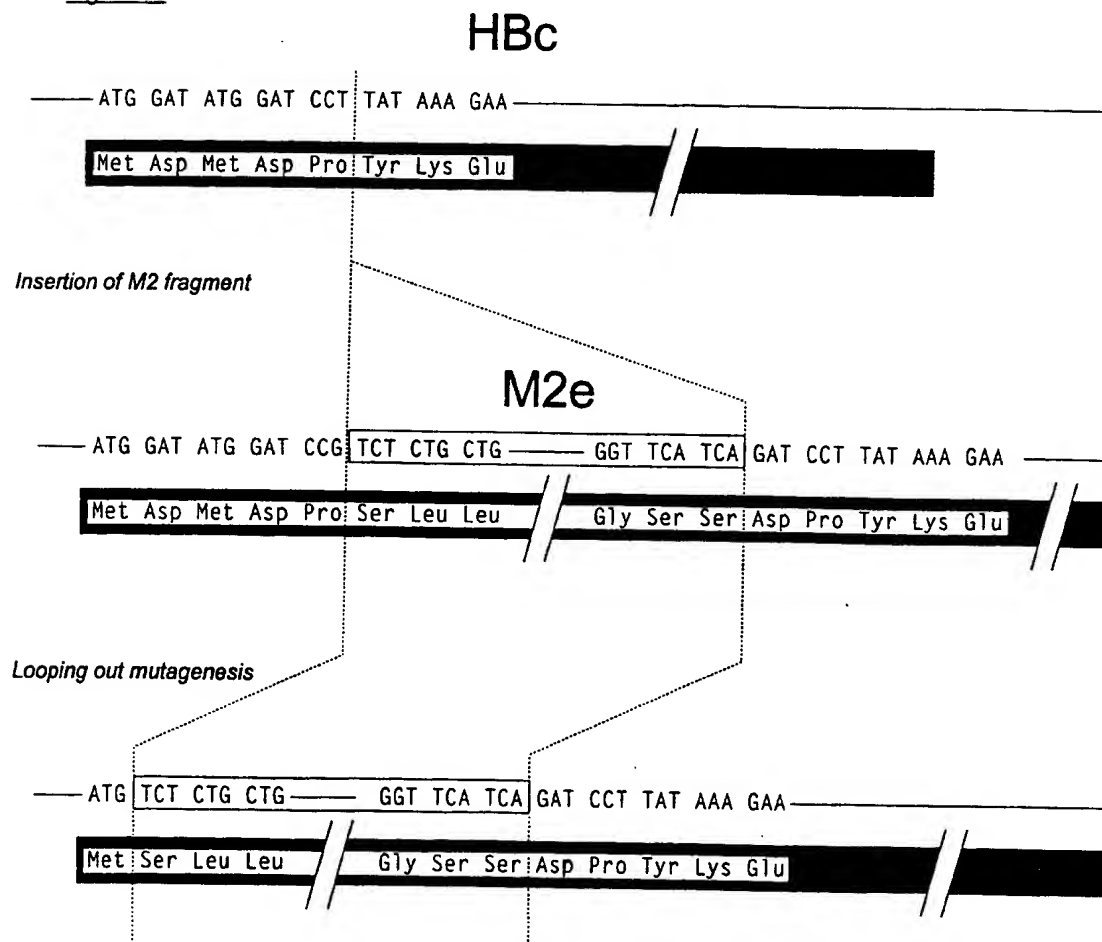 HBc
ATG GAT ATG GAT CCT TAT AAA GAA
Met Asp Met Asp Pro Tyr Lys Glu
Insertion of M2 fragment
M2e
ATG GAT ATG GAT CCG TCT CTG CTG GGT TCA TCA GAT CCT TAT AAA GAA
Met Asp Met Asp Pro Ser Leu Leu Gly Ser Ser Asp Pro Tyr Lys Glu
Looping out mutagenesis
ATG TCT CTG CTG GGT TCA TCA GAT CCT TAT AAA GAA
Met Ser Leu Leu Gly Ser Ser Asp Pro Tyr Lys Glu